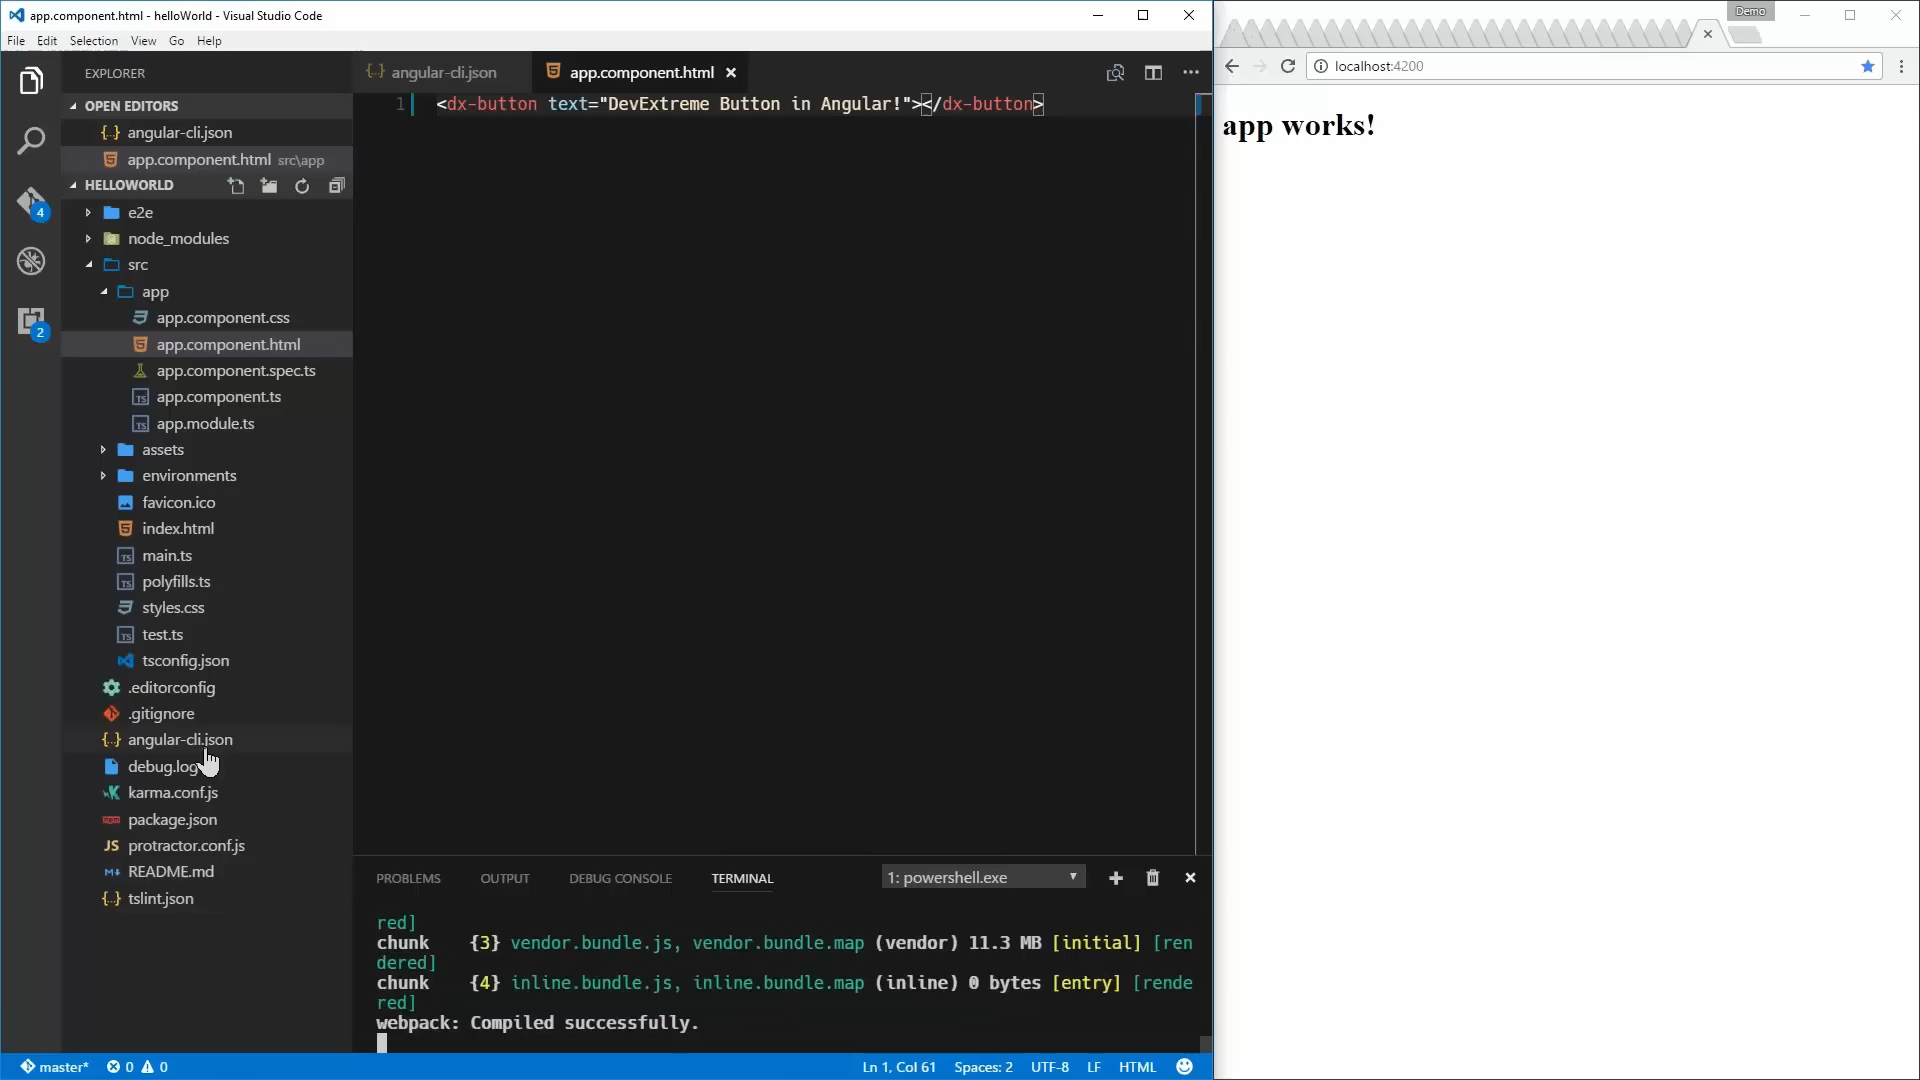 app.component.html - helloWorld - Visual Studio Code
File Edit Selection View Go Help
EXPLORER
OPEN EDITORS
angular-cli.json
app.component.html src\app
HELLOWORLD
e2e
node_modules
src
app
app.component.css
app.component.html
app.component.spec.ts
app.component.ts
app.module.ts
assets
environments
favicon.ico
index.html
main.ts
polyfills.ts
styles.css
test.ts
tsconfig.json
.editorconfig
.gitignore
angular-cli.json
debug.log
karma.conf.js
package.json
protractor.conf.js
README.md
tslint.json
4
2
angular-cli.json app.component.html
1 <dx-button text="DevExtreme Button in Angular!"></dx-button>
PROBLEMS OUTPUT DEBUG CONSOLE TERMINAL 1: powershell.exe
red]
chunk {3} vendor.bundle.js, vendor.bundle.map (vendor) 11.3 MB [initial] [ren
dered]
chunk {4} inline.bundle.js, inline.bundle.map (inline) 0 bytes [entry] [rende
red]
webpack: Compiled successfully.
master* 0 0 Ln 1, Col 61 Spaces: 2 UTF-8 LF HTML
Demo
localhost:4200
app works!